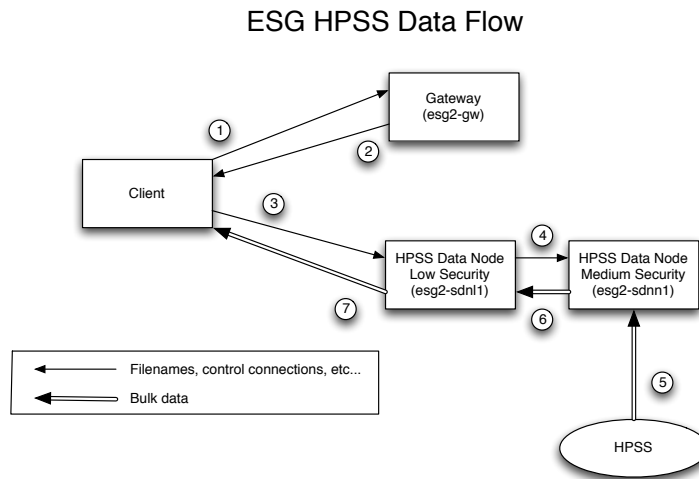 ESG HPSS Data Flow
Gateway
(esg2-gw)
1
2
Client
3
4
HPSS Data Node
Low Security
(esg2-sdnl1)
HPSS Data Node
Medium Security
(esg2-sdnn1)
7
6
Filenames, control connections, etc...
Bulk data
5
HPSS